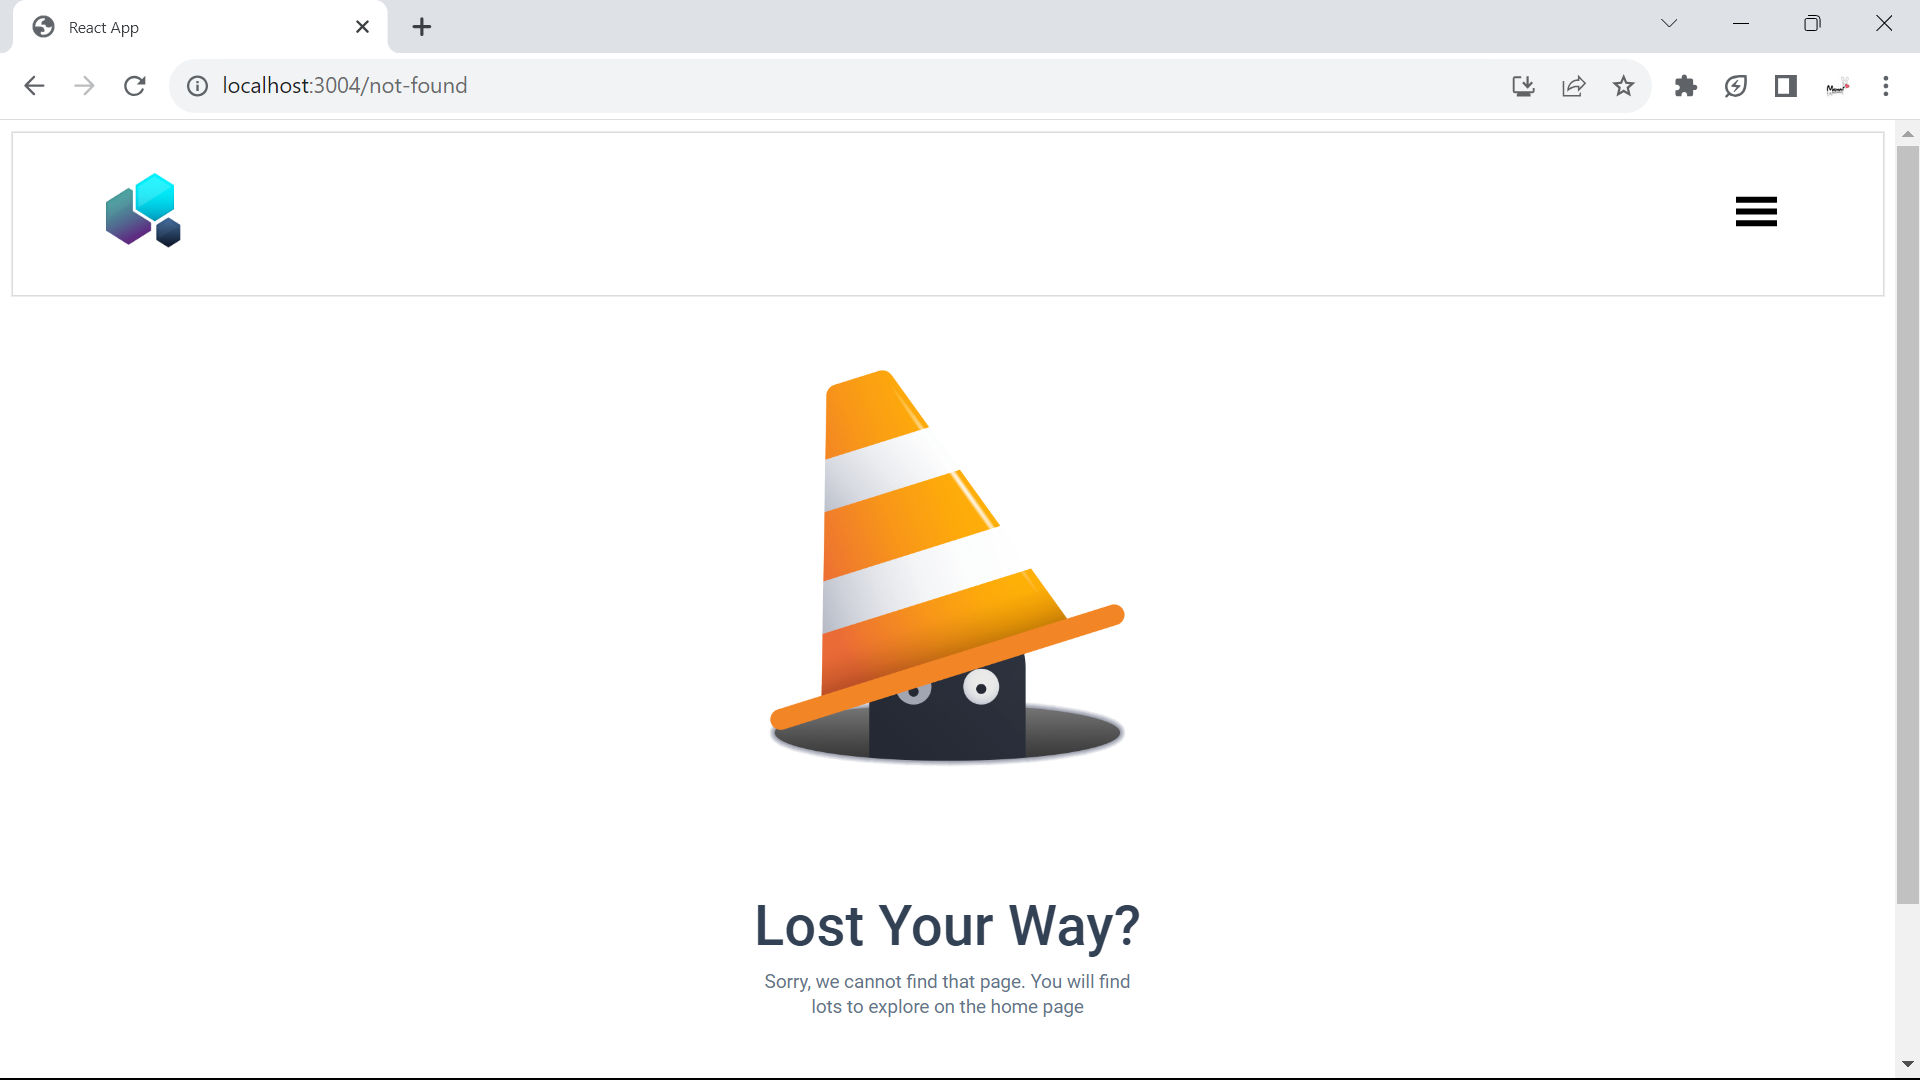 React App
localhost:3004/not-found
Lost Your Way?
Sorry, we cannot find that page. You will find
lots to explore on the home page